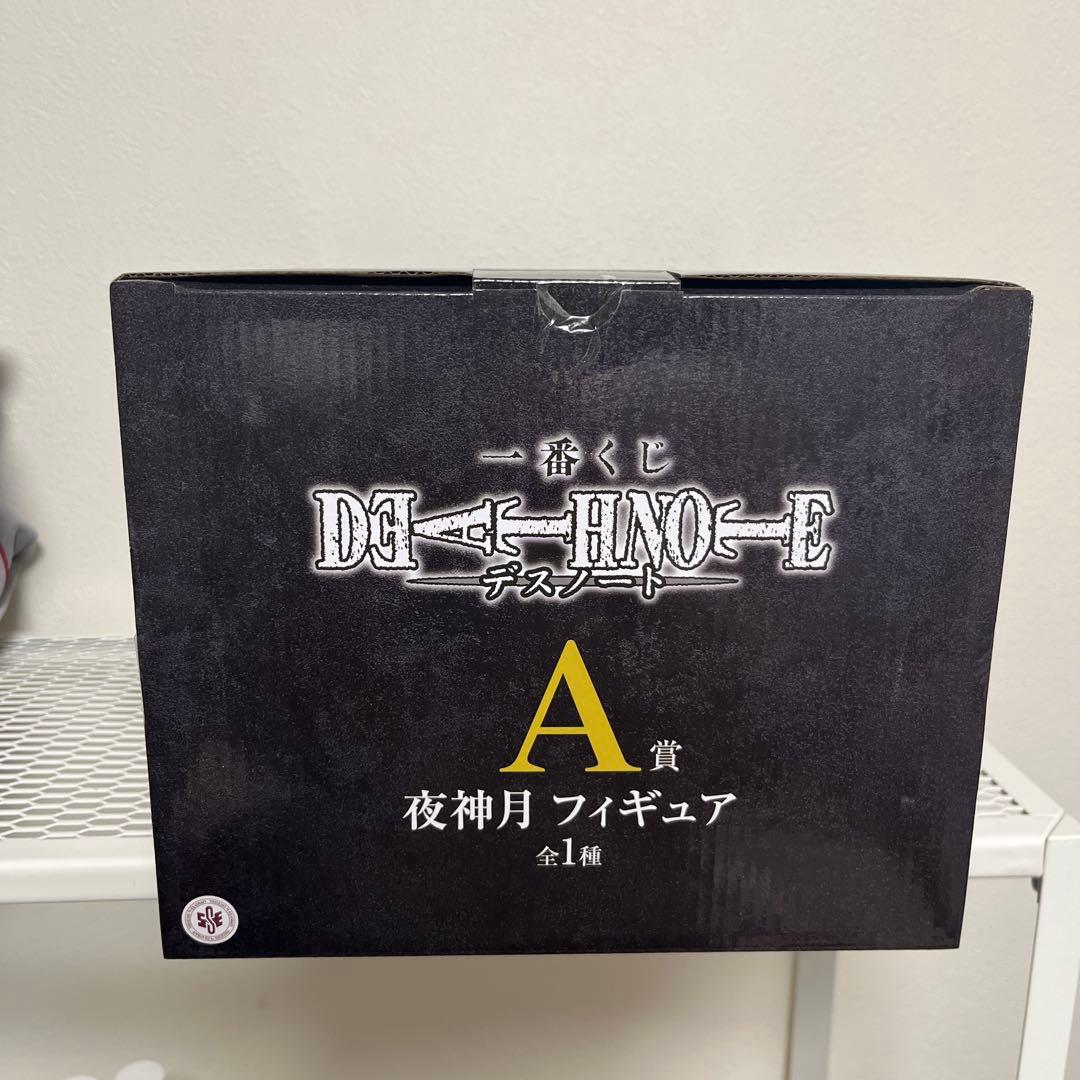 一番くじ
DEATH NOTE
デスノート
A賞
夜神月 フィギュア
全1種